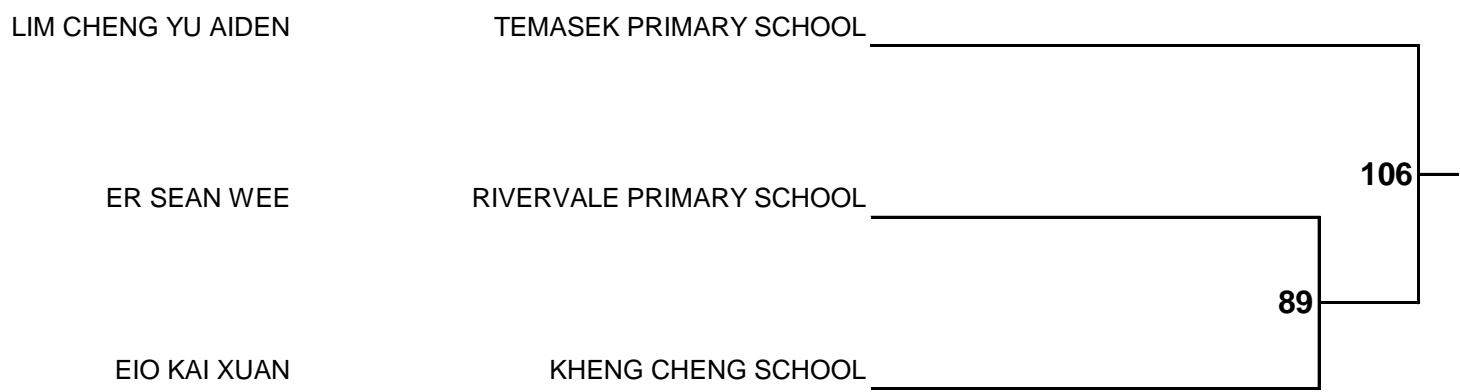 LIM CHENG YU AIDEN TEMASEK PRIMARY SCHOOL
106
ER SEAN WEE RIVERVALE PRIMARY SCHOOL
89
EIO KAI XUAN KHENG CHENG SCHOOL